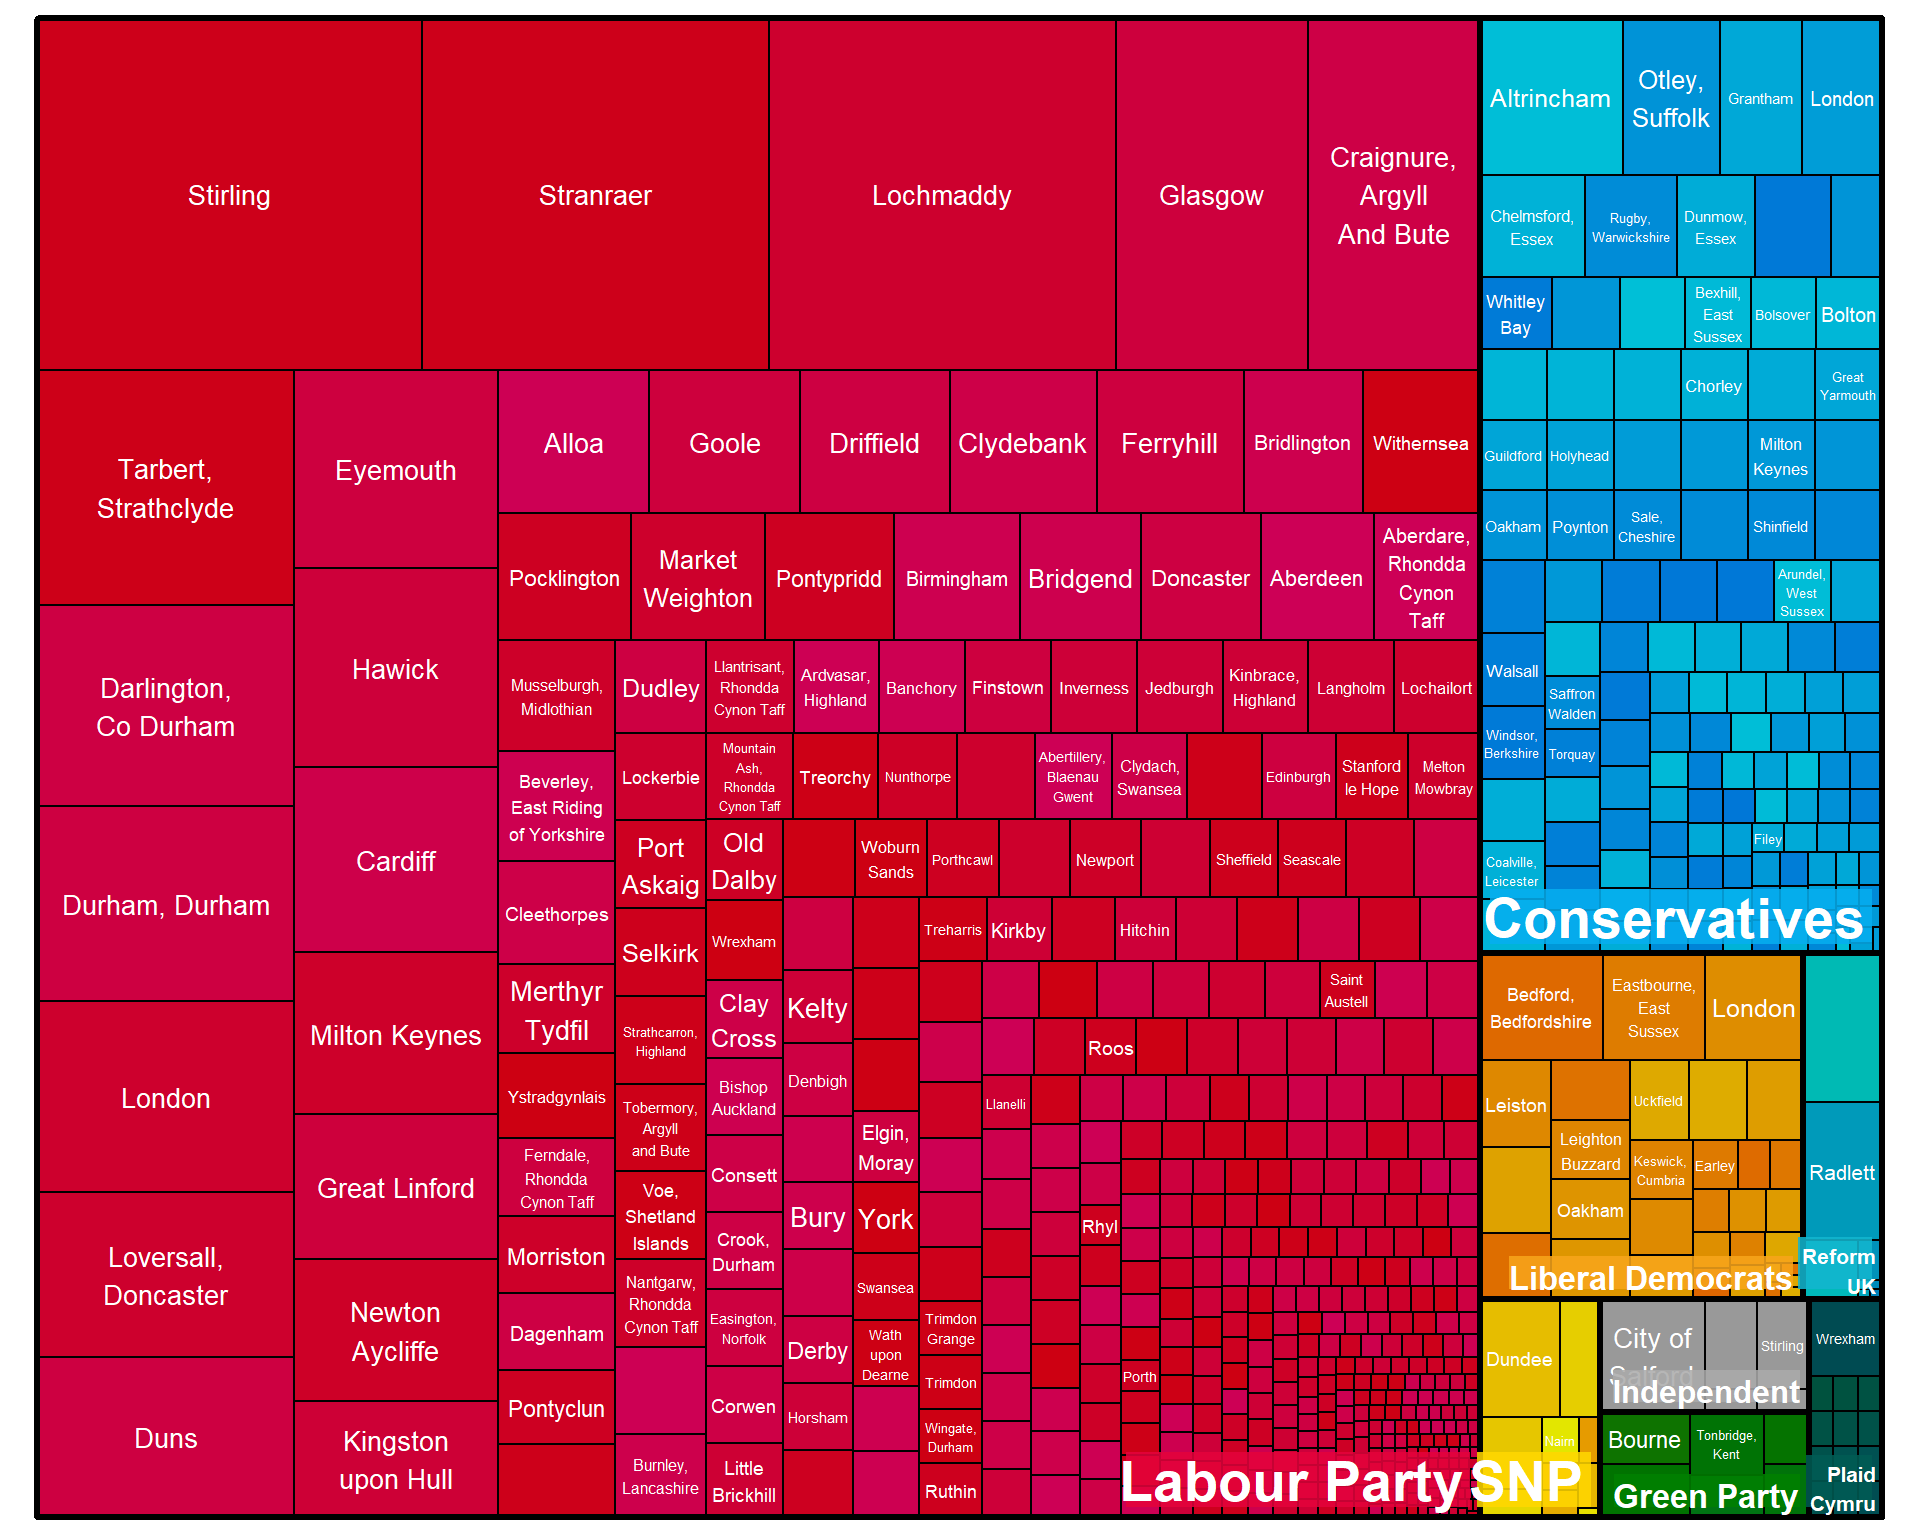 Stirling
Stranraer
Lochmaddy
Glasgow
Craignure,
Argyll
And Bute
Tarbert,
Strathclyde
Darlington,
Co Durham
Durham, Durham
London
Loversall,
Doncaster
Duns
Eyemouth
Hawick
Cardiff
Milton Keynes
Great Linford
Newton
Aycliffe
Kingston
upon Hull
Alloa
Goole
Driffield
Clydebank
Ferryhill
Bridlington
Withernsea
Pocklington
Market
Weighton
Pontypridd
Birmingham
Bridgend
Doncaster
Aberdeen
Aberdare,
Rhondda
Cynon
Taff
Musselburgh,
Midlothian
Beverley,
East Riding
of Yorkshire
Cleethorpes
Merthyr
Tydfil
Ystradgynlais
Ferndale,
Rhondda
Cynon Taff
Morriston
Dagenham
Pontyclun
Dudley
Lockerbie
Port
Askaig
Selkirk
Strathcarron,
Highland
Tobermory,
Argyll
and Bute
Voe,
Shetland
Islands
Nantgarw,
Rhondda
Cynon Taff
Burnley,
Lancashire
Llantrisant,
Rhondda
Cynon Taff
Ardvasar,
Highland
Banchory
Finstown
Inverness
Jedburgh
Kinbrace,
Highland
Langholm
Lochailort
Mountain
Ash,
Rhondda
Cynon Taff
Treorchy
Nunthorpe
Abertillery,
Blaenau
Gwent
Clydach,
Swansea
Edinburgh
Stanford
le Hope
Melton
Mowbray
Old
Dalby
Wrexham
Clay
Cross
Bishop
Auckland
Consett
Crook,
Durham
Easington,
Norfolk
Corwen
Little
Brickhill
Woburn
Sands
Porthcawl
Newport
Sheffield
Seascale
Kelty
Denbigh
Bury
Derby
Horsham
Elgin,
Moray
York
Swansea
Wath
upon
Dearne
Treharris
Kirkby
Hitchin
Saint
Austell
Roos
Llanelli
Rhyl
Porth
Trimdon
Grange
Trimdon
Wingate,
Durham
Ruthin
Labour Party
Altrincham
Otley,
Suffolk
Grantham
London
Chelmsford,
Essex
Rugby,
Warwickshire
Dunmow,
Essex
Whitley
Bay
Bexhill,
East
Sussex
Bolsover
Bolton
Chorley
Great
Yarmouth
Guildford
Holyhead
Milton
Keynes
Oakham
Poynton
Sale,
Cheshire
Shinfield
Arundel,
West
Sussex
Walsall
Saffron
Walden
Windsor,
Berkshire
Torquay
Filey
Coalville,
Leicester
Conservatives
Bedford,
Bedfordshire
Eastbourne,
East
Sussex
London
Leiston
Uckfield
Leighton
Buzzard
Keswick,
Cumbria
Earley
Oakham
Liberal Democrats
Radlett
Reform
UK
Dundee
Nairn
SNP
City of
Salford
Stirling
Independent
Bourne
Tonbridge,
Kent
Green Party
Wrexham
Plaid
Cymru